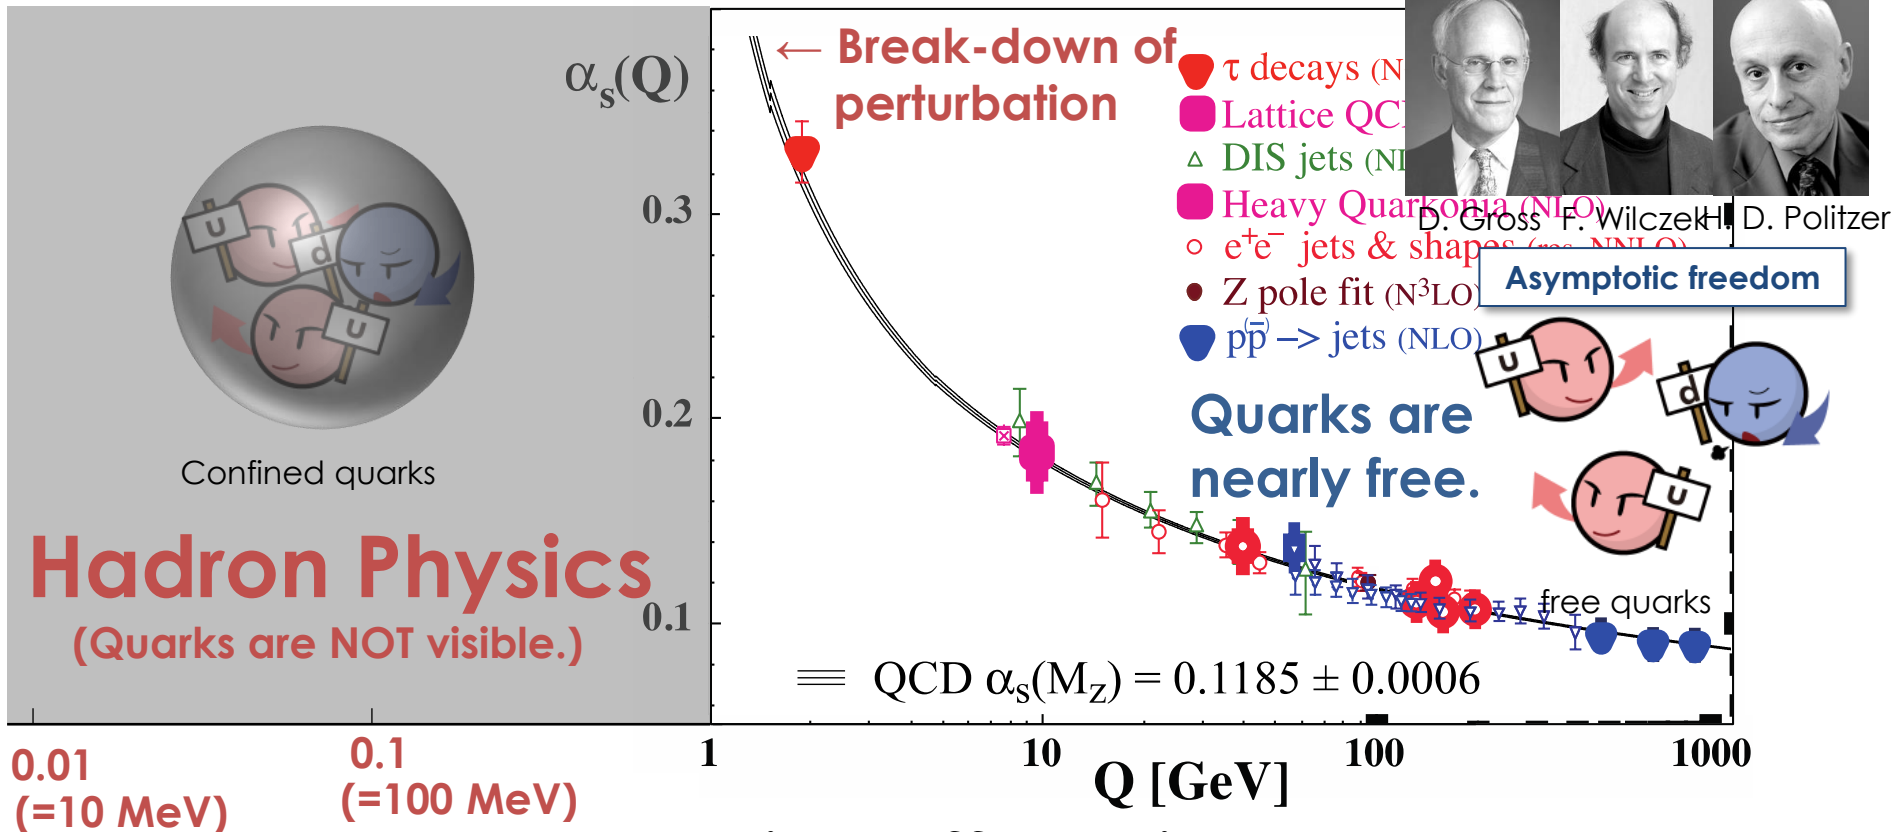 ← Break-down of
perturbation
αs(Q)
τ decays (N
Lattice QC
DIS jets (N
Heavy Quarkonia (NLO)
e+e− jets & shapes (res. NNLO)
Z pole fit (N³LO)
pp̄ –> jets (NLO)
D. Gross F. Wilczek H. D. Politzer
Asymptotic freedom
u
d
u
Confined quarks
Hadron Physics
(Quarks are NOT visible.)
0.3
0.2
0.1
Quarks are
nearly free.
u
d
u
free quarks
QCD αs(Mz) = 0.1185 ± 0.0006
0.01
(=10 MeV)
0.1
(=100 MeV)
1 10 100 1000
Q [GeV]